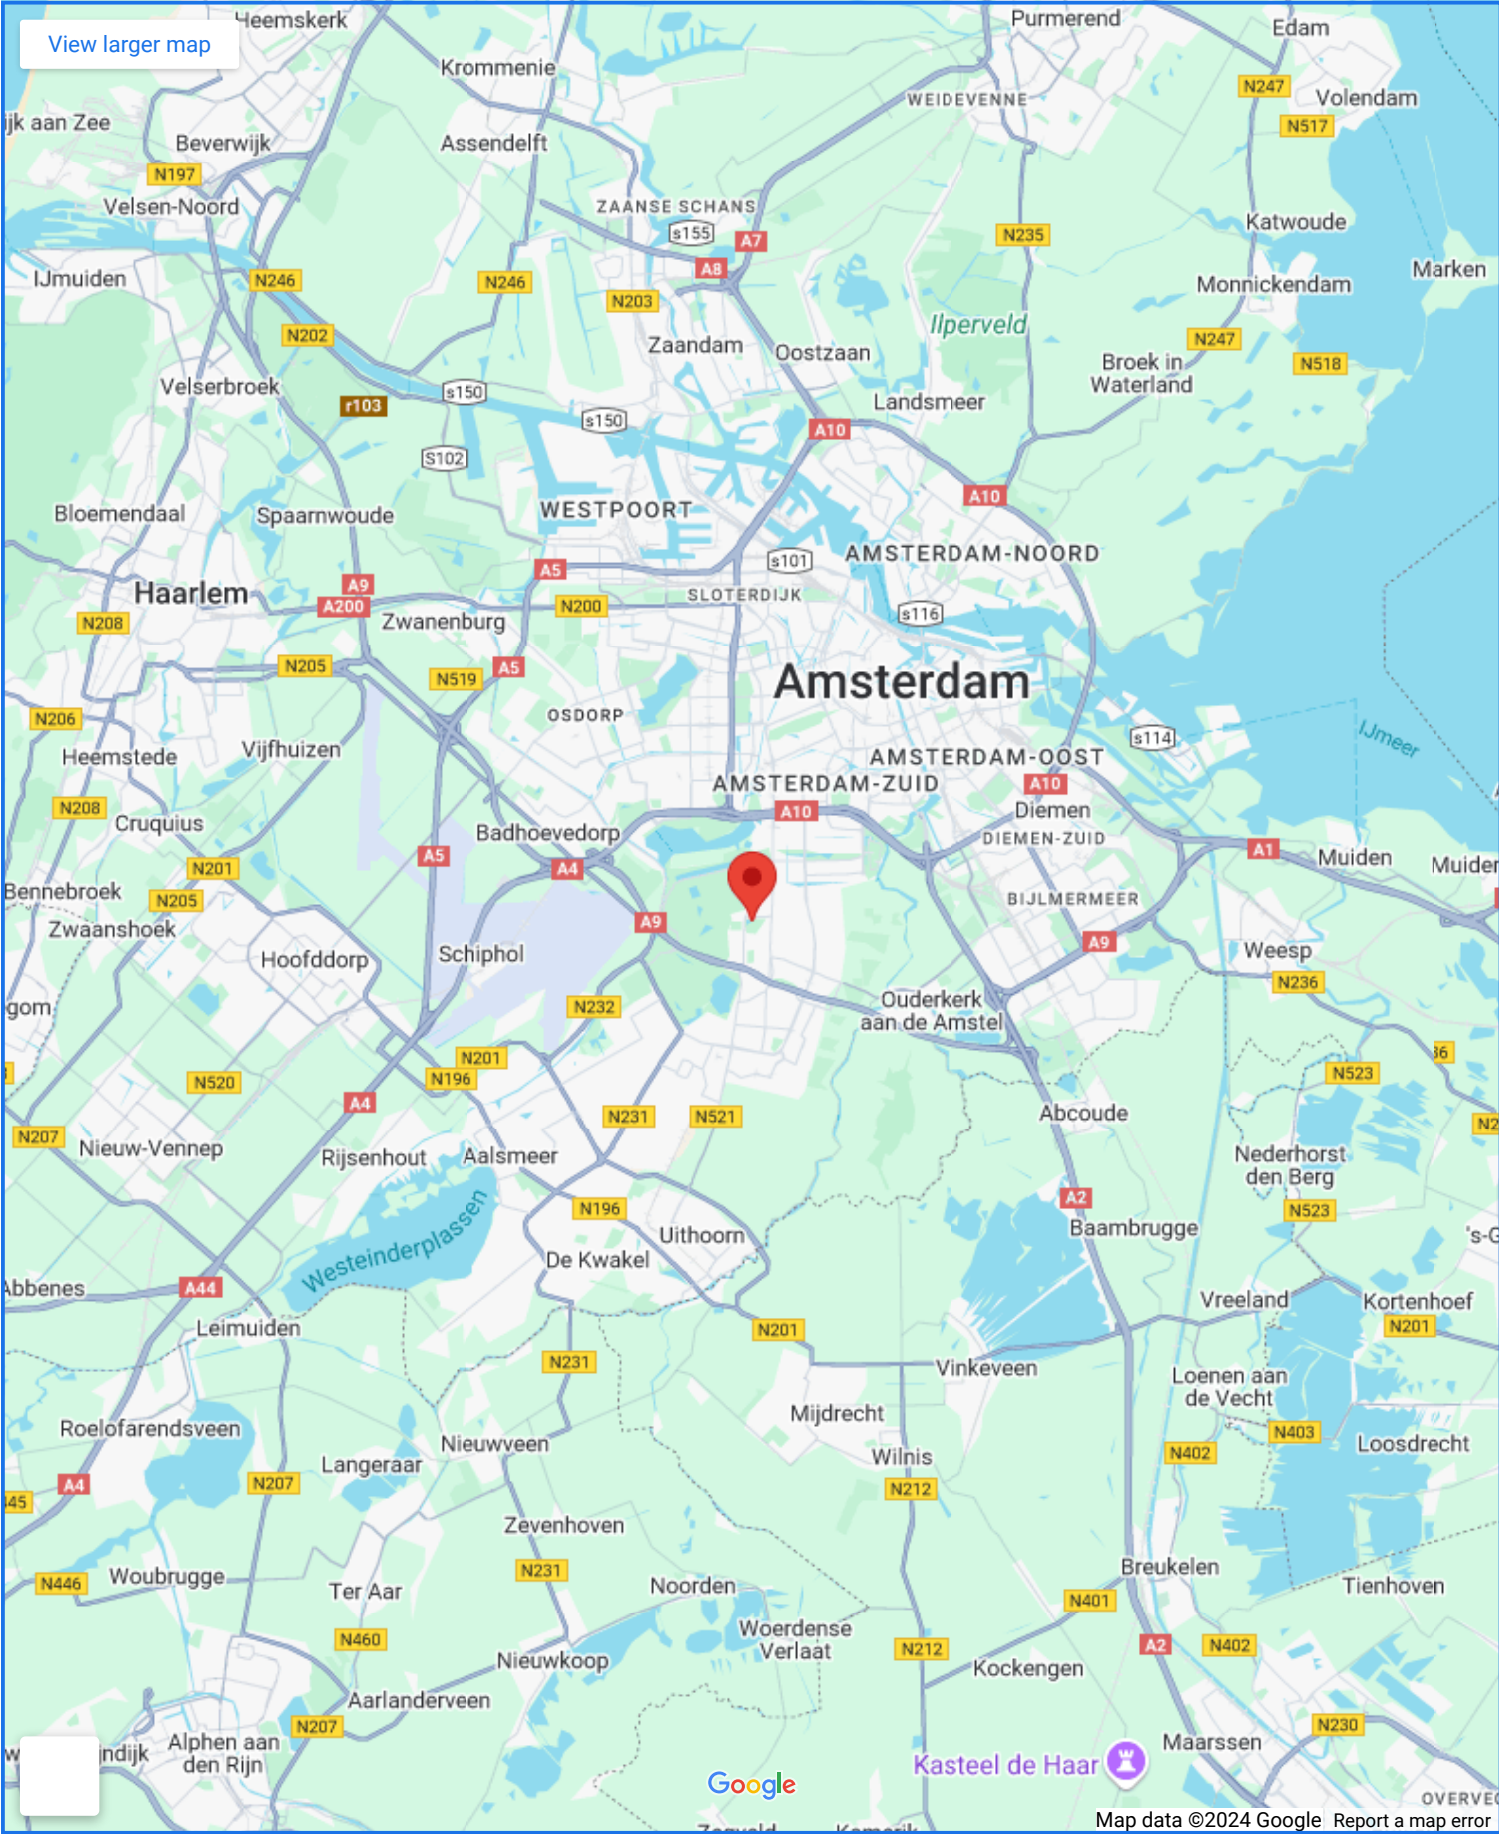 Heemskerk
Purmerend
Edam
View larger map
Krommenie
N247
WEIDEVENNE
Volendam
ijk aan Zee
N517
Beverwijk
Assendelft
N197
Velsen-Noord
ZAANSE SCHANS
s155
A7
N235
Katwoude
A8
Marken
IJmuiden
N246
N246
Monnickendam
N203
N202
Ilperveld
Zaandam
Oostzaan
N247
Broek in
Waterland
N518
Velserbroek
s150
r103
Landsmeer
s150
A10
S102
A10
Bloemendaal
Spaarnwoude
WESTPOORT
AMSTERDAM-NOORD
s101
A5
A9
Haarlem
SLOTERDIJK
A200
N200
s116
N208
Zwanenburg
N205
A5
N519
Amsterdam
N206
OSDORP
s114
IJmeer
Heemstede
Vijfhuizen
AMSTERDAM-OOST
AMSTERDAM-ZUID
A10
N208
A10
Diemen
Cruquius
Badhoevedorp
DIEMEN-ZUID
A5
A4
A1
Muiden
N201
Muider
Bennebroek
N205
BIJLMERMEER
Zwaanshoek
A9
A9
Schiphol
Weesp
Hoofddorp
N236
gom
N232
Ouderkerk
aan de Amstel
N201
36
N196
N523
N520
A4
N231
N521
Abcoude
N2
N207
Nieuw-Vennep
Rijsenhout
Aalsmeer
Nederhorst
den Berg
A2
N196
N523
Westeinderplassen
Baambrugge
Uithoorn
's-G
De Kwakel
Abbenes
A44
Vreeland
Kortenhoef
Leimuiden
N201
N201
N231
Vinkeveen
Loenen aan
de Vecht
Mijdrecht
Roelofarendsveen
N403
Nieuwveen
Loosdrecht
Langeraar
Wilnis
N402
A4
N207
N212
45
Zevenhoven
Breukelen
N231
Woubrugge
N446
Ter Aar
Noorden
Tienhoven
N401
Woerdense
Verlaat
N460
N212
A2
N402
Nieuwkoop
Kockengen
Aarlanderveen
N207
N230
Alphen aan
den Rijn
Maarssen
ndijk
Kasteel de Haar
Google
OVERVEC
Map data ©2024 Google
Report a map error